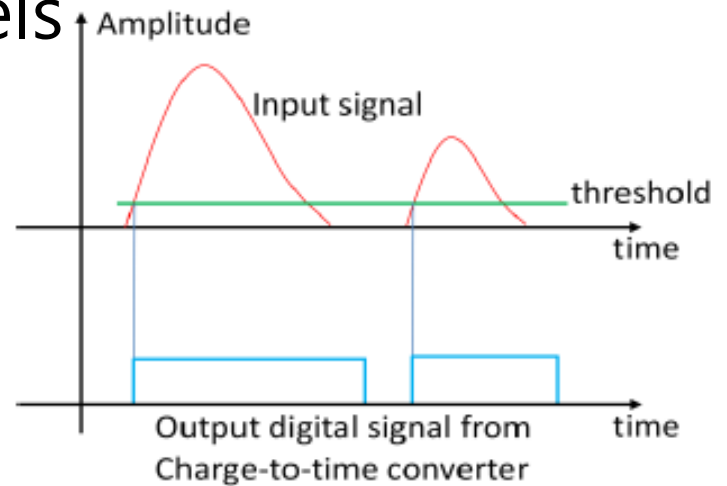 els
Amplitude
Input signal
threshold
time
Output digital signal from
time
Charge-to-time converter